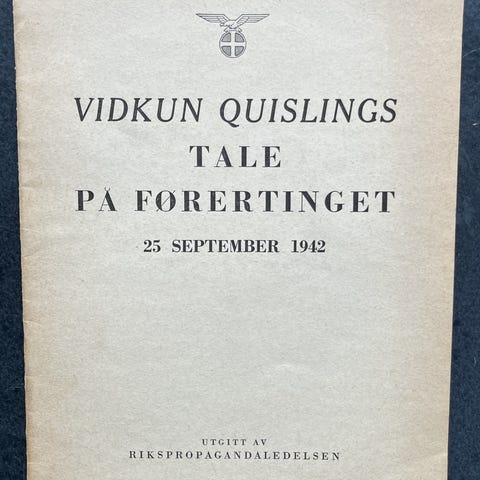 VIDKUN QUISLINGS
TALE
PÅ FØRERTINGET
25 SEPTEMBER 1942
UTGITT AV
RIKSPROPAGANDALEDELSEN